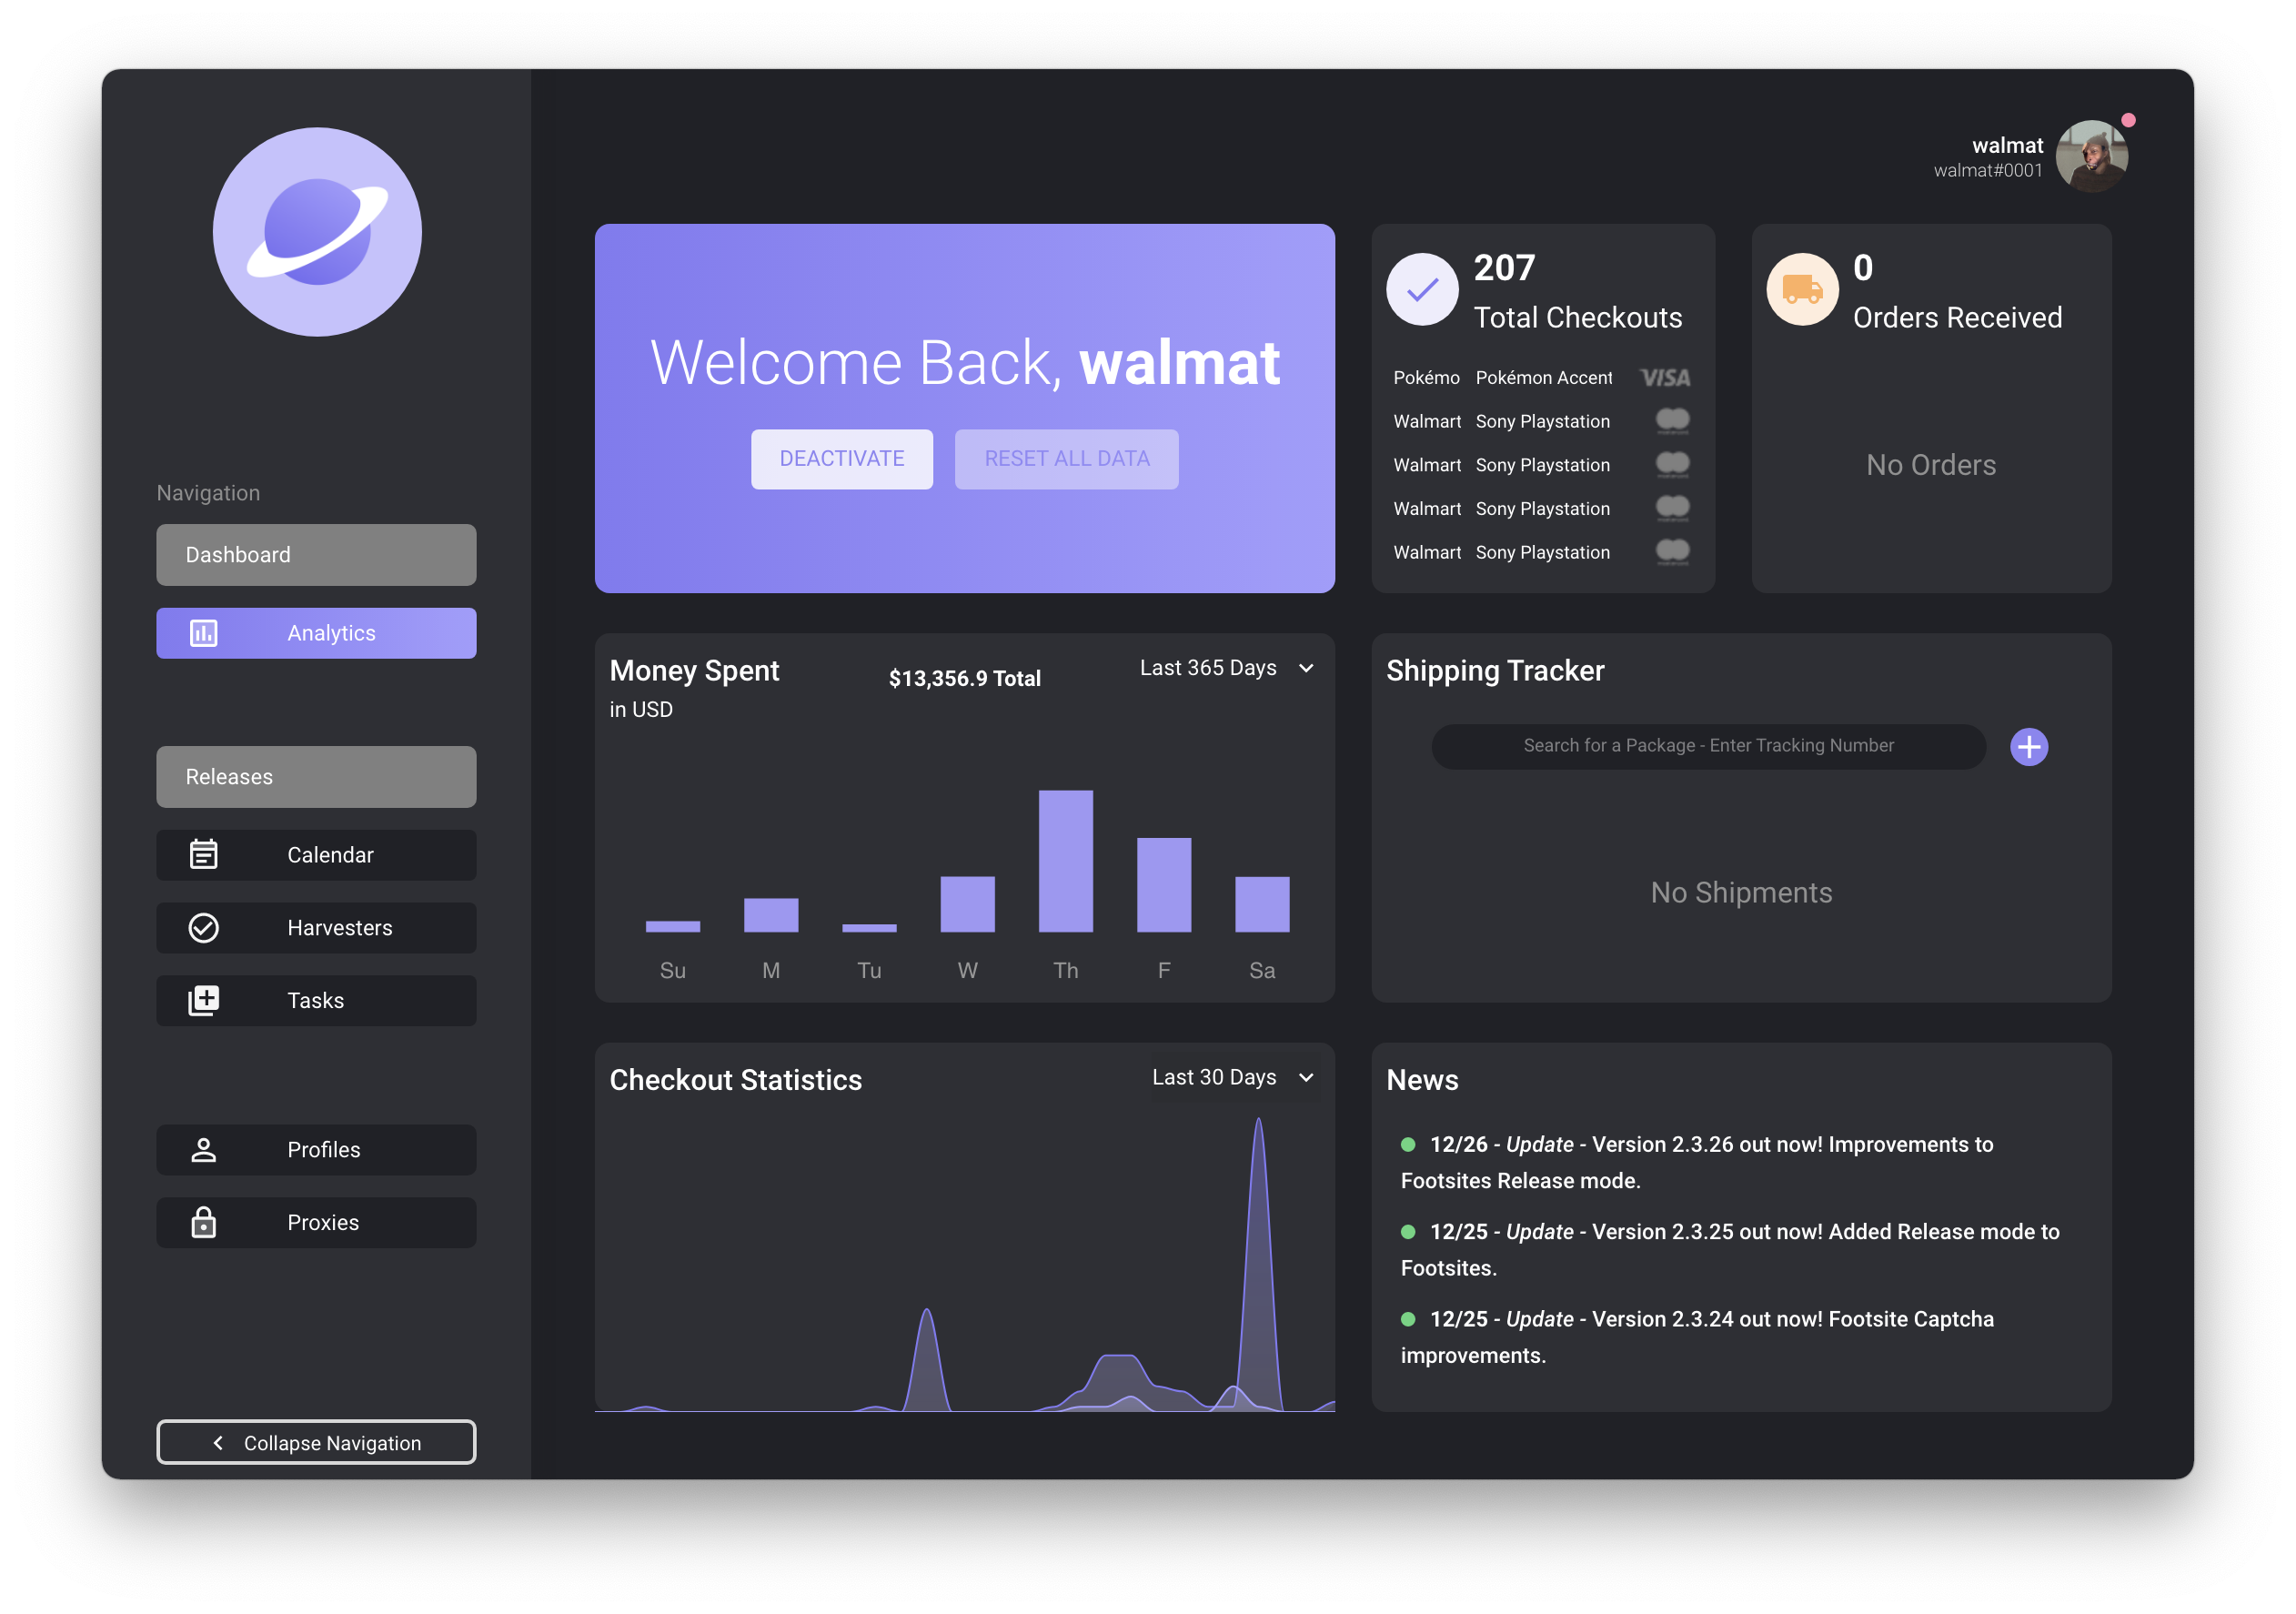 walmat
walmat#0001
Navigation
Dashboard
Analytics
Releases
Calendar
Harvesters
Tasks
Profiles
Proxies
Collapse Navigation
Welcome Back, walmat
DEACTIVATE RESET ALL DATA
207
Total Checkouts
Pokémo Pokémon Accent VISA
Walmart Sony Playstation
Walmart Sony Playstation
Walmart Sony Playstation
Walmart Sony Playstation
0
Orders Received
No Orders
Money Spent
in USD
$13,356.9 Total
Last 365 Days
Su M Tu W Th F Sa
Shipping Tracker
Search for a Package - Enter Tracking Number
No Shipments
Checkout Statistics
Last 30 Days
News
12/26 - Update - Version 2.3.26 out now! Improvements to
Footsites Release mode.
12/25 - Update - Version 2.3.25 out now! Added Release mode to
Footsites.
12/25 - Update - Version 2.3.24 out now! Footsite Captcha
improvements.